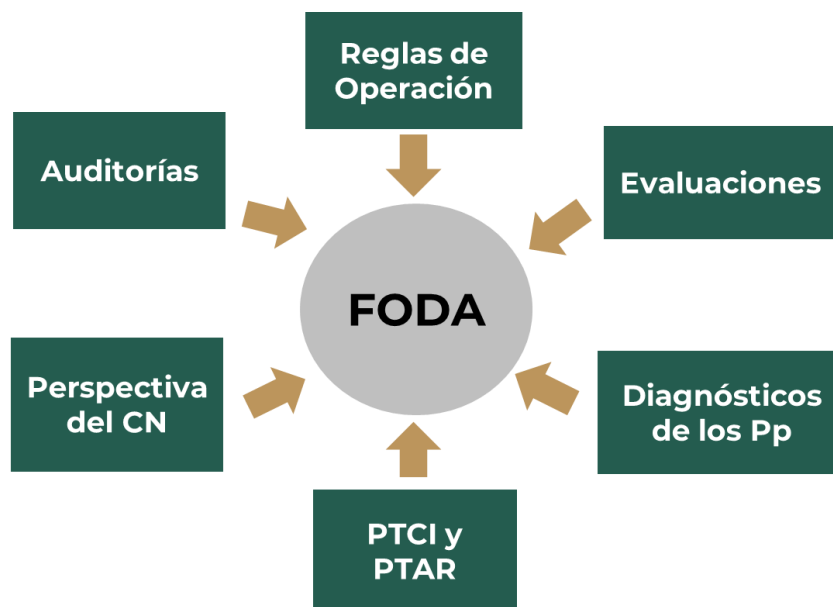 Reglas de
Operación
Auditorías
Evaluaciones
FODA
Perspectiva
del CN
Diagnósticos
de los Pp
PTCI y
PTAR